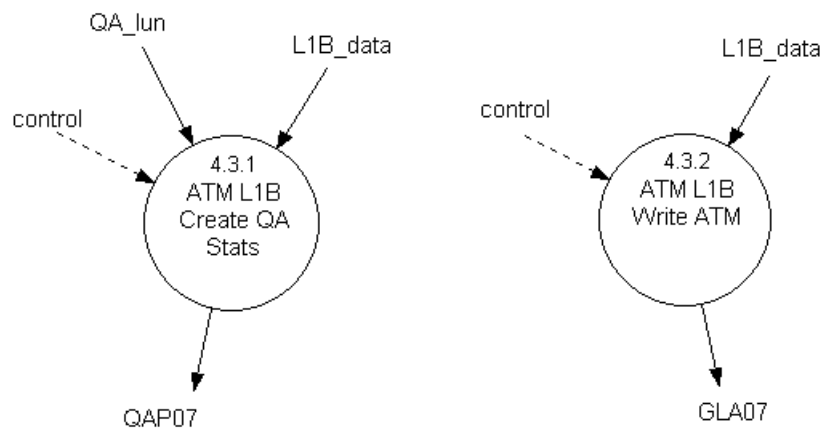 QA_lun
L1B_data
control
4.3.1
ATM L1B
Create QA
Stats
QAP07
L1B_data
control
4.3.2
ATM L1B
Write ATM
GLA07